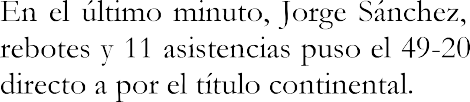 En el último minuto, Jorge Sánchez,
rebotes y 11 asistencias puso el 49-20
directo a por el título continental.